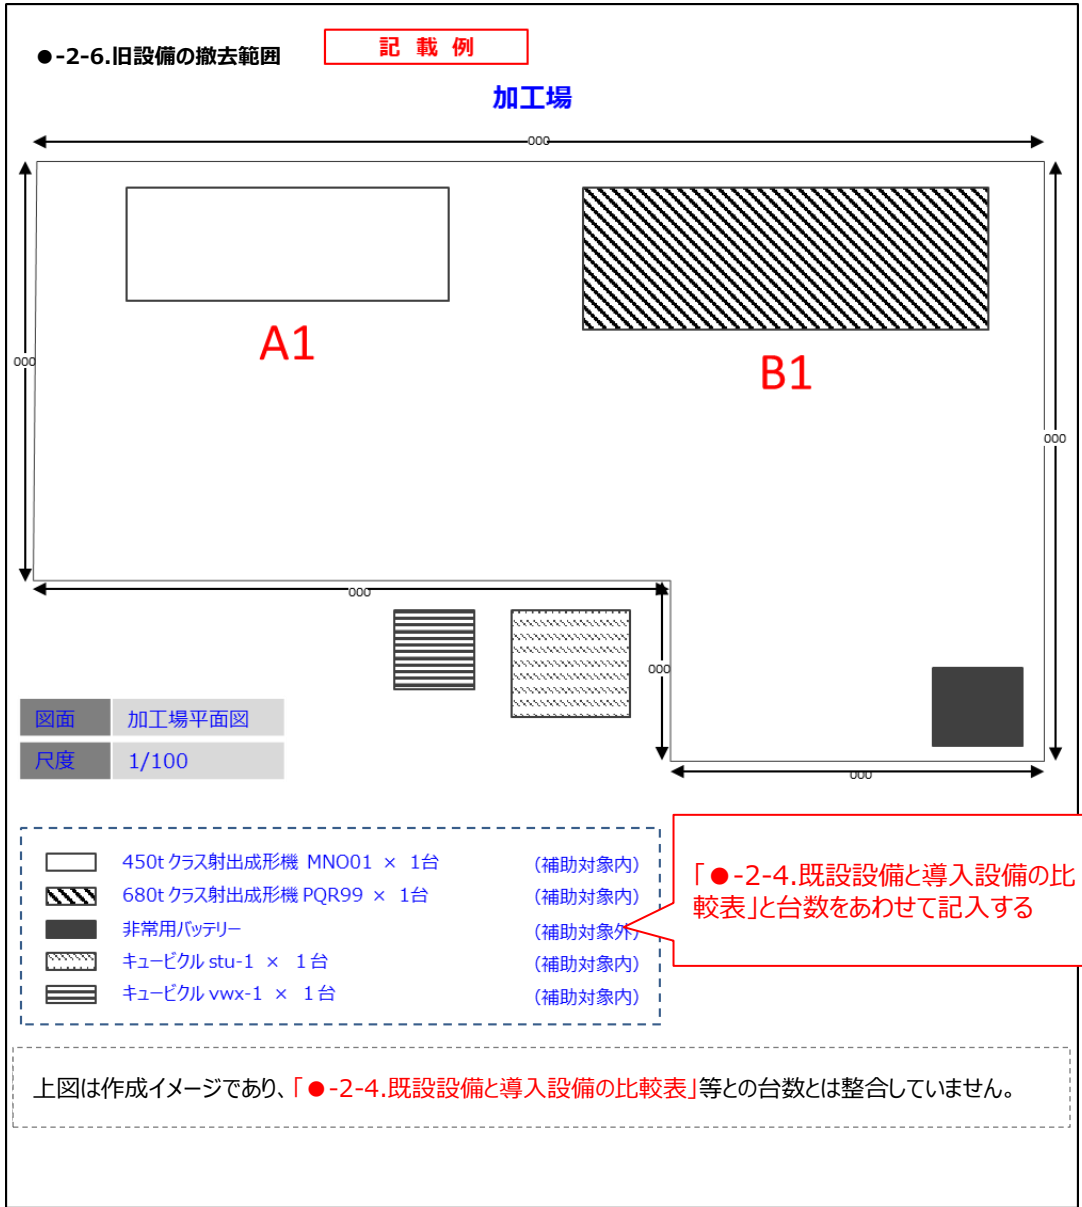 ●-2-6.旧設備の撤去範囲
記 載 例
加工場
000
A1
B1
000
000
000
000
000
図面 加工場平面図
尺度 1/100
450t クラス射出成形機 MNO01 × 1台 (補助対象内)
680t クラス射出成形機 PQR99 × 1台 (補助対象内)
非常用バッテリー (補助対象外)
キュービクル stu-1 × 1台 (補助対象内)
キュービクル vwx-1 × 1台 (補助対象内)
「●-2-4.既設設備と導入設備の比
較表」と台数をあわせて記入する
上図は作成イメージであり、「●-2-4.既設設備と導入設備の比較表」等との台数とは整合していません。